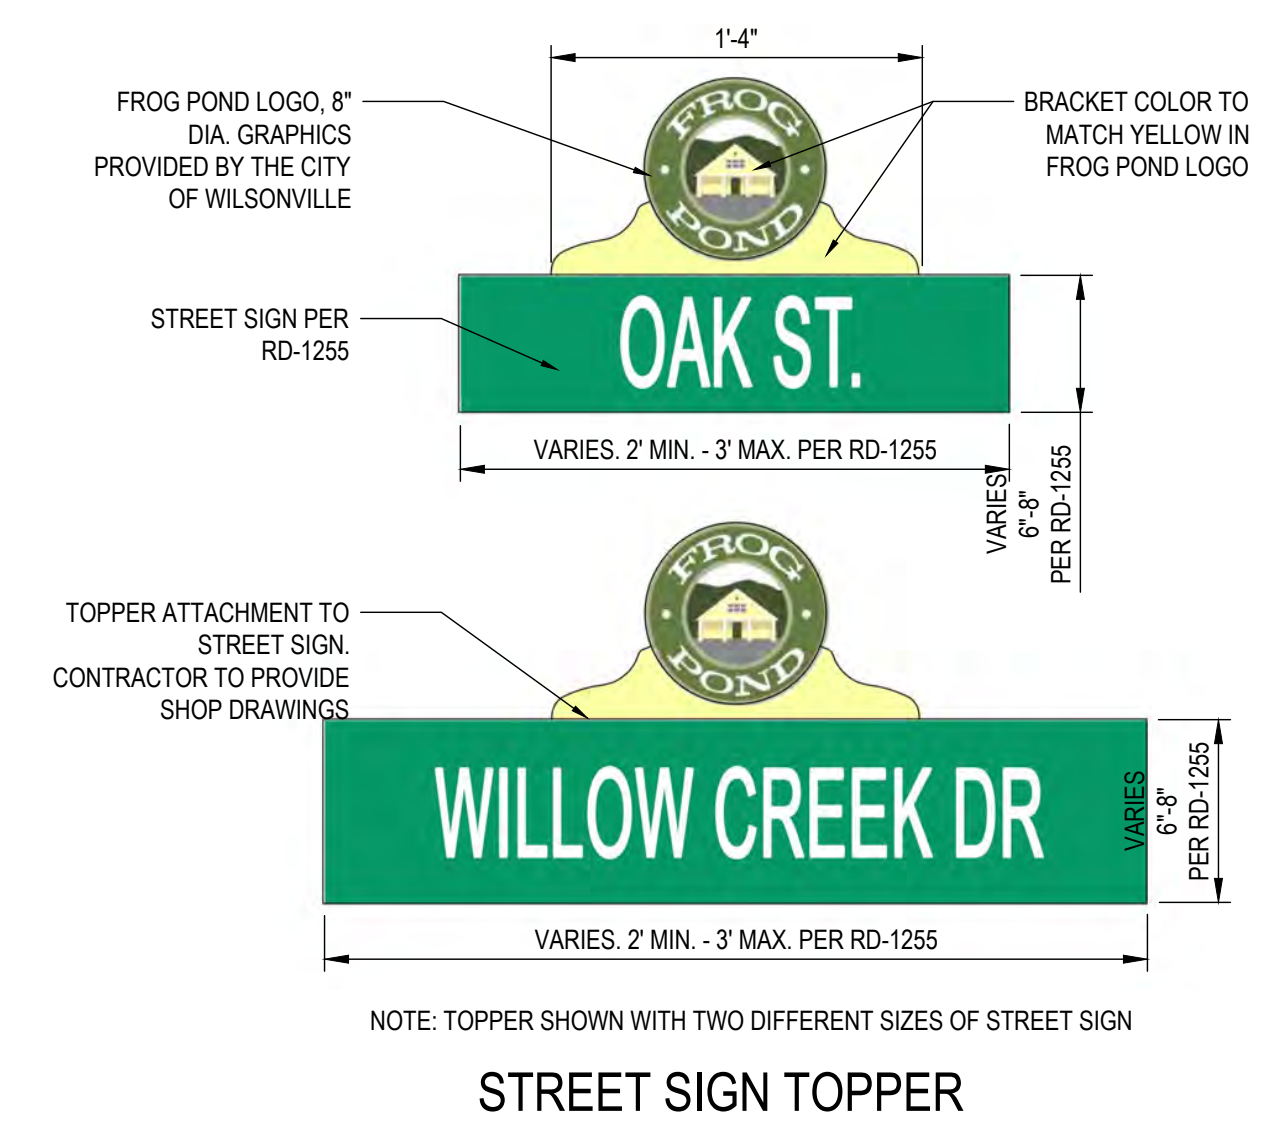 1'-4"
FROG POND LOGO, 8"
DIA. GRAPHICS
PROVIDED BY THE CITY
OF WILSONVILLE
FROG
POND
BRACKET COLOR TO
MATCH YELLOW IN
FROG POND LOGO
STREET SIGN PER
RD-1255
OAK ST.
VARIES. 2' MIN. - 3' MAX. PER RD-1255
VARIES
6"-8"
PER RD-1255
FROG
POND
TOPPER ATTACHMENT TO
STREET SIGN.
CONTRACTOR TO PROVIDE
SHOP DRAWINGS
WILLOW CREEK DR
VARIES
6"-8"
PER RD-1255
VARIES. 2' MIN. - 3' MAX. PER RD-1255
NOTE: TOPPER SHOWN WITH TWO DIFFERENT SIZES OF STREET SIGN
STREET SIGN TOPPER